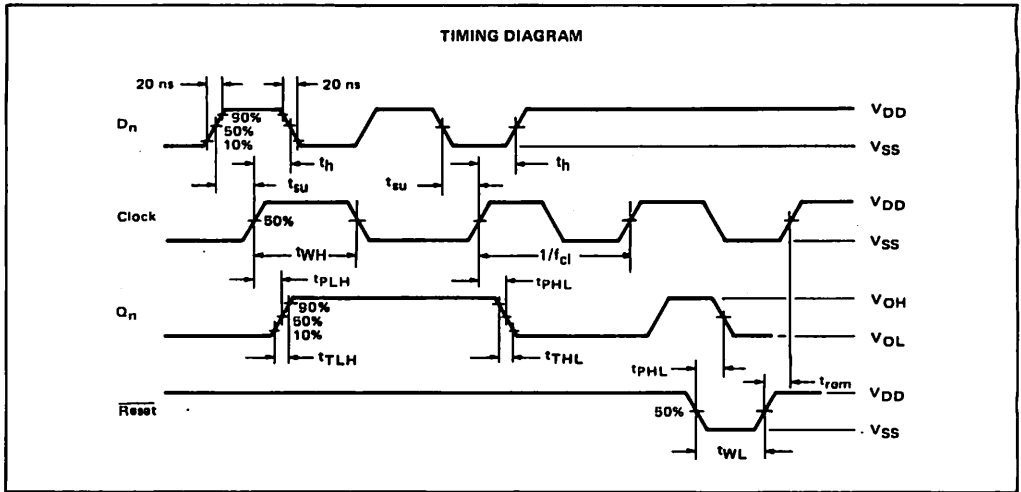 TIMING DIAGRAM
20 ns
20 ns
Dn
90%
50%
10%
VDD
VSS
th
th
tsu
tsu
Clock
50%
VDD
VSS
tWH
1/fcl
tPLH
tPHL
Qn
90%
50%
10%
VOH
VOL
tTLH
tTHL
tPHL
trem
Reset
50%
VDD
VSS
tWL